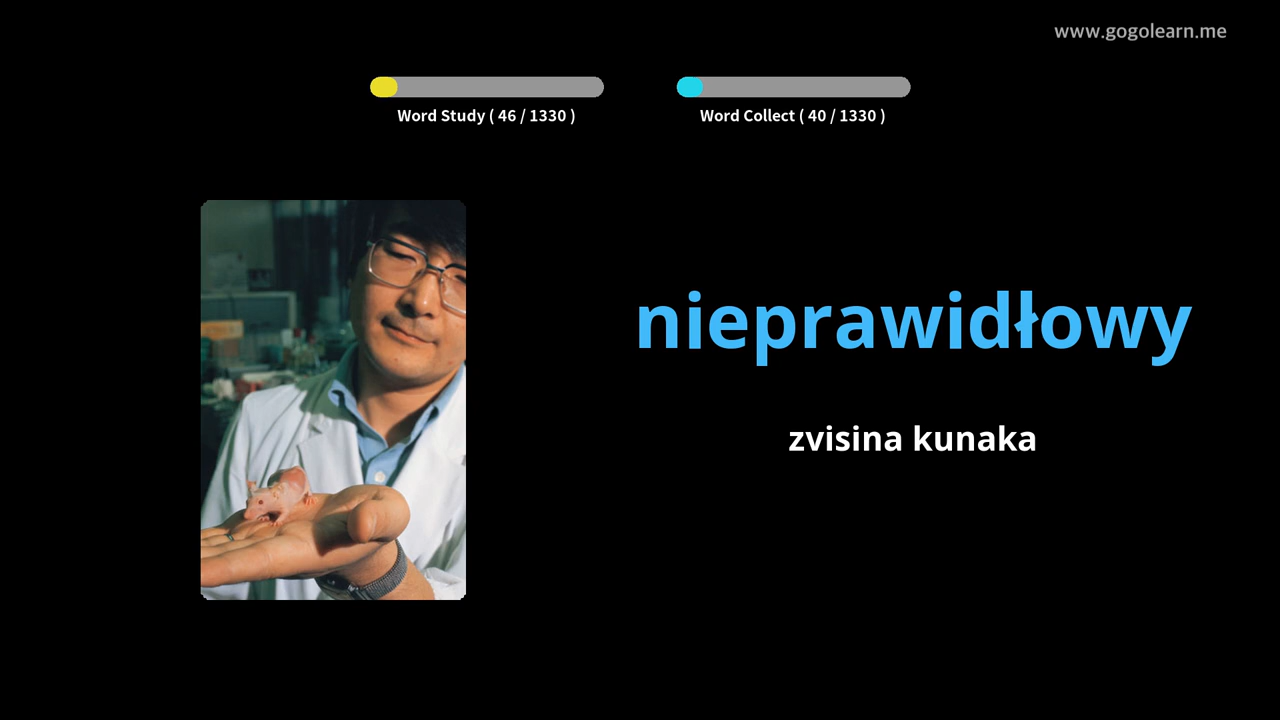 www.gogolearn.me
Word Study ( 46 / 1330 )
Word Collect ( 40 / 1330 )
nieprawidłowy
zvisina kunaka